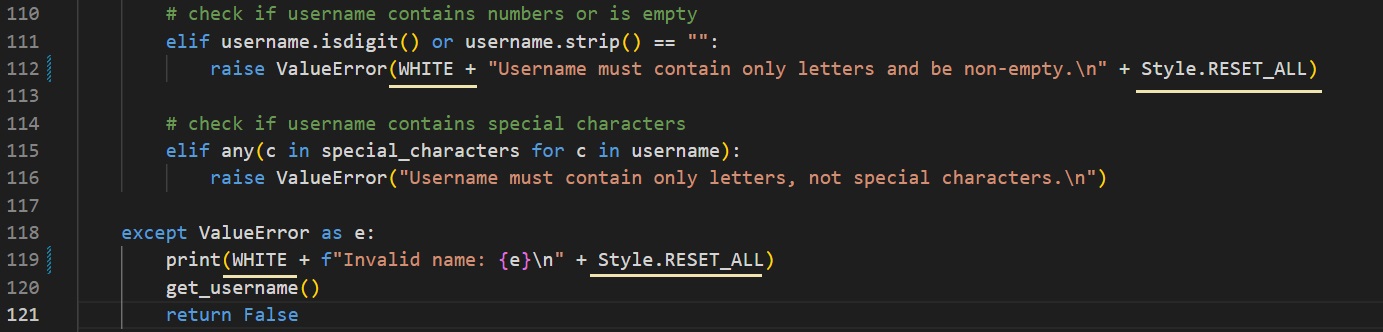 110 # check if username contains numbers or is empty
111 elif username.isdigit() or username.strip() == "":
112 raise ValueError(WHITE + "Username must contain only letters and be non-empty.\n" + Style.RESET_ALL)
113
114 # check if username contains special characters
115 elif any(c in special_characters for c in username):
116 raise ValueError("Username must contain only letters, not special characters.\n")
117
118 except ValueError as e:
119 print(WHITE + f"Invalid name: {e}\n" + Style.RESET_ALL)
120 get_username()
121 return False